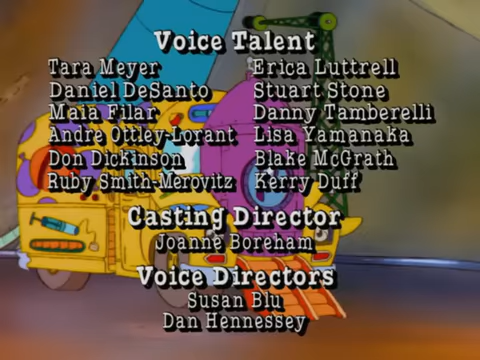 Voice Talent
Tara Meyer Erica Luttrell
Daniel DeSanto Stuart Stone
Maia Filar Danny Tamberelli
Andre Ottley-Lorant Lisa Yamanaka
Don Dickinson Blake McGrath
Ruby Smith-Merovitz Kerry Duff
Casting Director
Joanne Boreham
Voice Directors
Susan Blu
Dan Hennessey